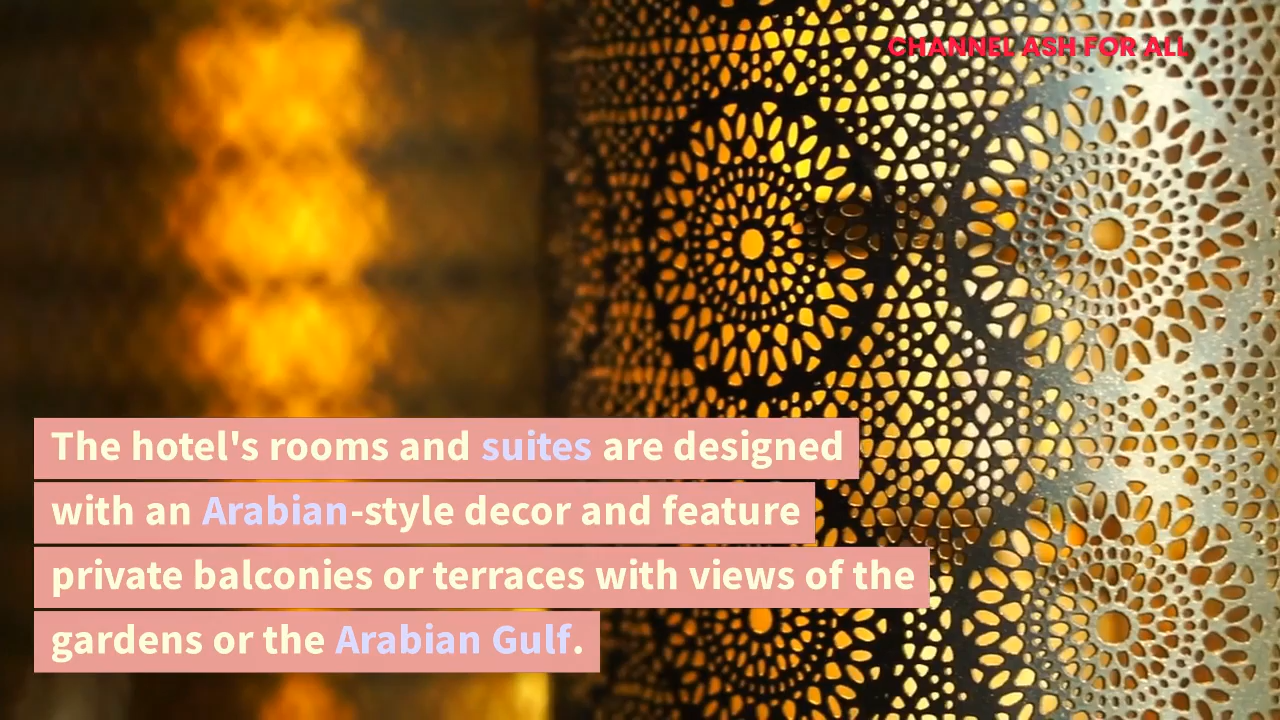 CHANNEL ASH FOR ALL
The hotel's rooms and suites are designed
with an Arabian-style decor and feature
private balconies or terraces with views of the
gardens or the Arabian Gulf.